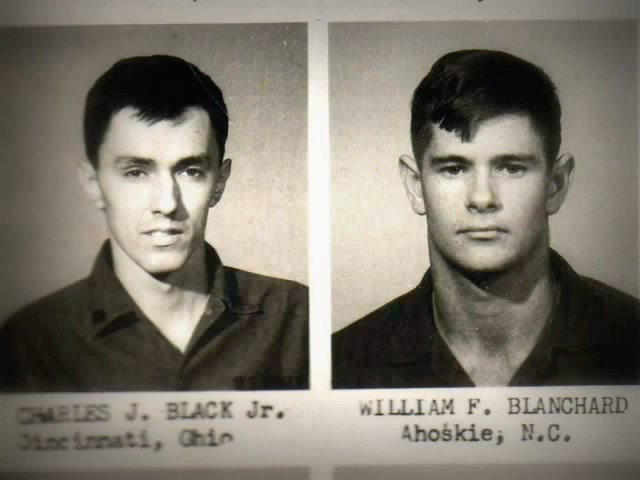 CHARLES J. BLACK Jr.
Cincinnati, Ohio
WILLIAM F. BLANCHARD
Ahoskie, N.C.